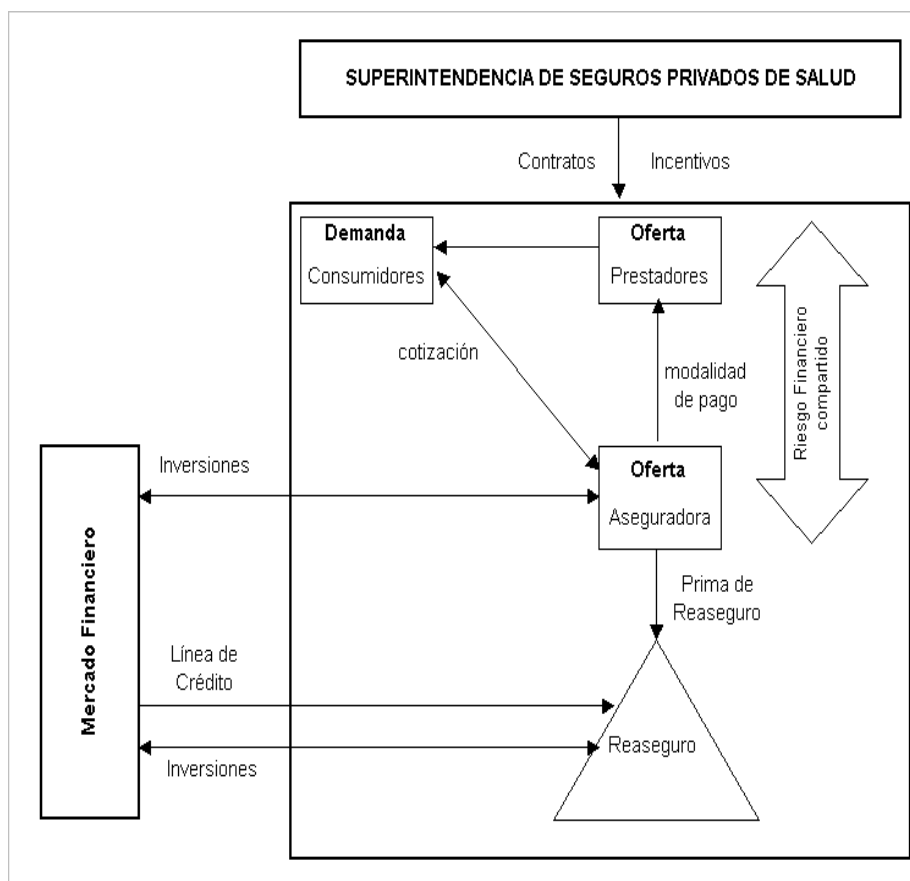 SUPERINTENDENCIA DE SEGUROS PRIVADOS DE SALUD
Contratos
Incentivos
Demanda
Consumidores
Oferta
Prestadores
cotización
modalidad
de pago
Riesgo Financiero
compartido
Inversiones
Oferta
Aseguradora
Mercado Financiero
Prima de
Reaseguro
Línea de
Crédito
Reaseguro
Inversiones